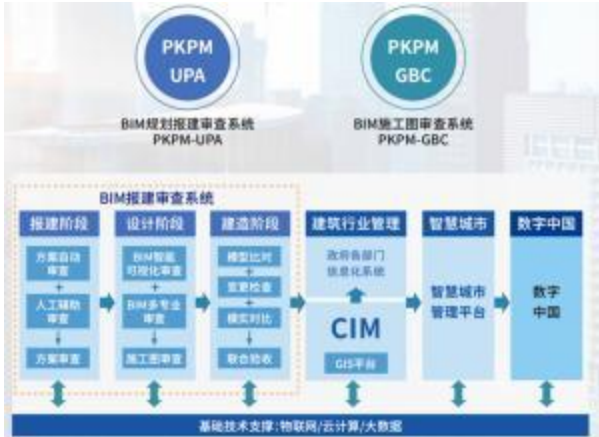 PKPM
UPA
PKPM
GBC
BIM规划报建审查系统
PKPM-UPA
BIM施工图审查系统
PKPM-GBC
BIM报建审查系统
报建阶段
设计阶段
建造阶段
建筑行业管理
智慧城市
数字中国
方案自动
审查
+
人工辅助
审查
方案审查
BIM智能
可视化审查
+
BIM多专业
审查
施工图审查
模型比对
+
变更检查
+
模实对比
联合验收
政府各部门
信息化系统
CIM
GIS平台
智慧城市
管理平台
数字
中国
基础技术支撑:物联网/云计算/大数据